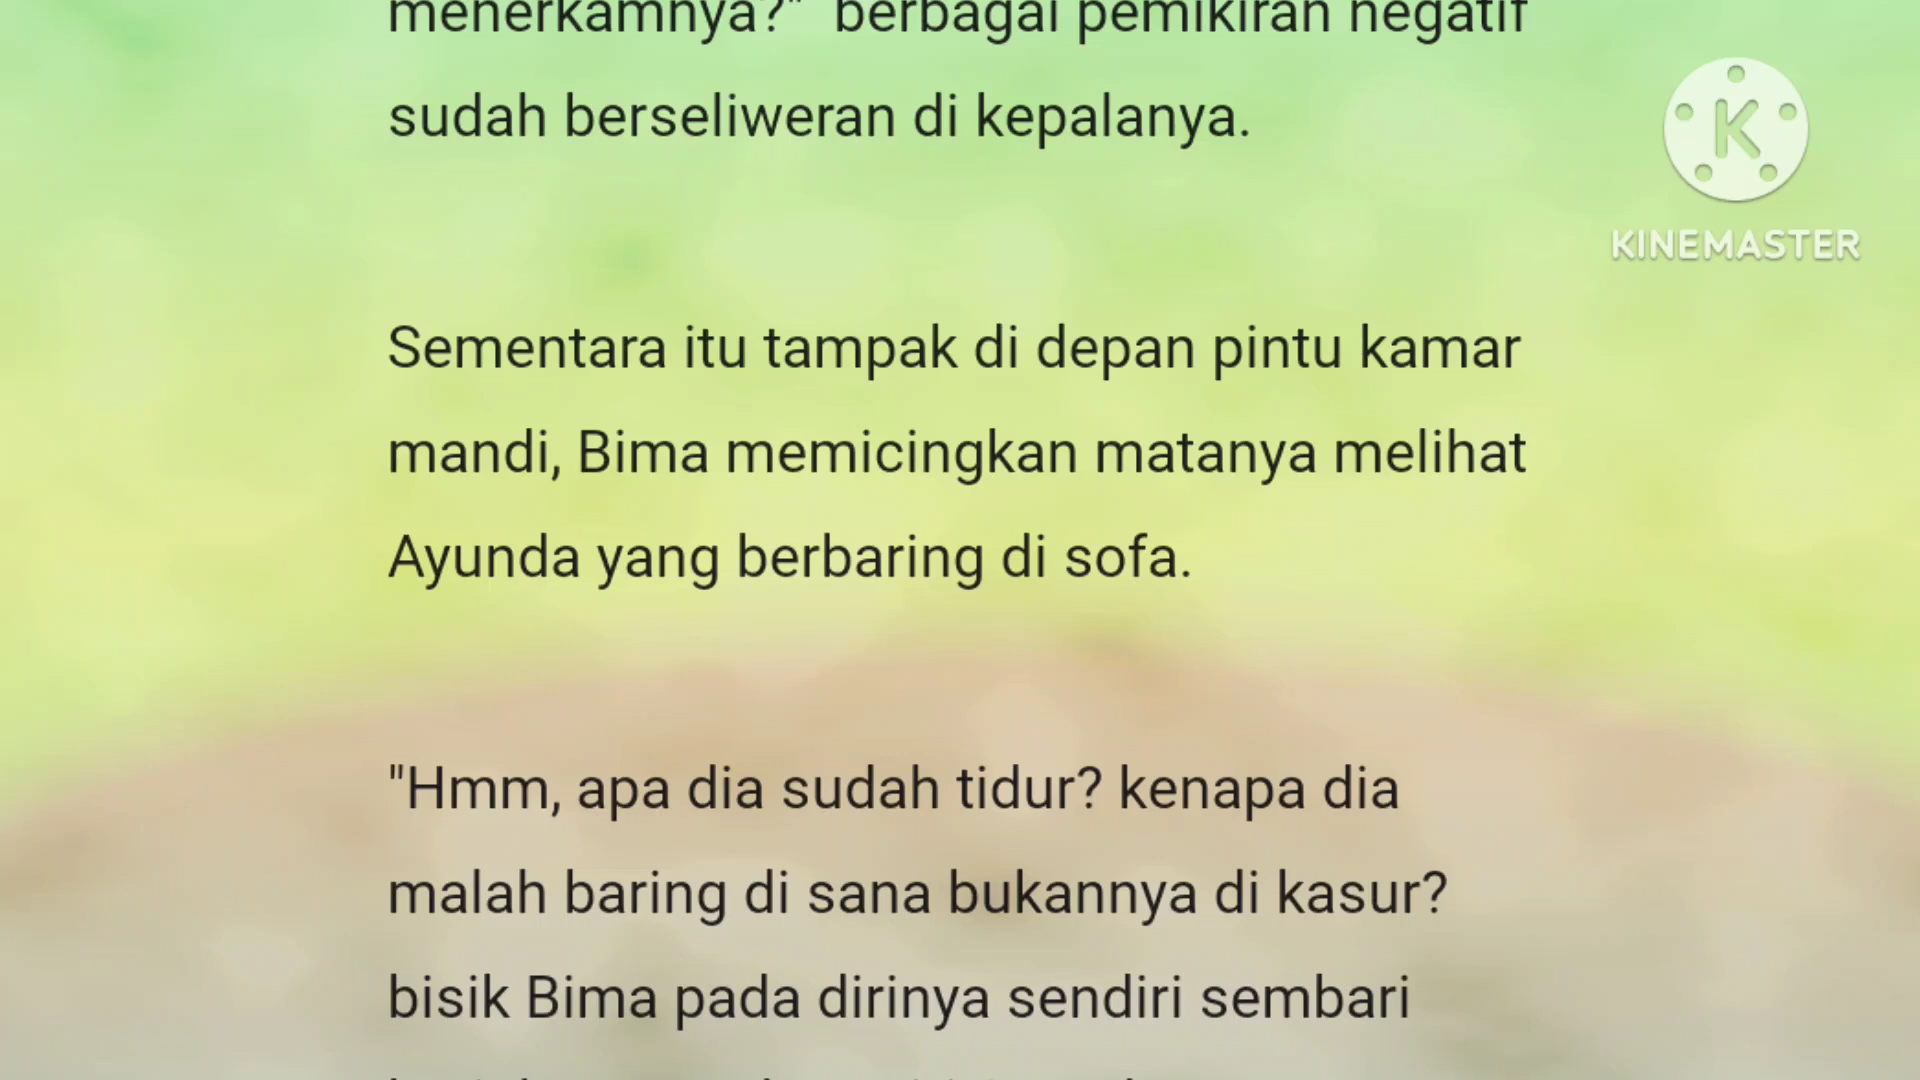 menerkamnya?" berbagai pemikiran negatif
sudah berseliweran di kepalanya.
K
KINEMASTER
Sementara itu tampak di depan pintu kamar
mandi, Bima memicingkan matanya melihat
Ayunda yang berbaring di sofa.
"Hmm, apa dia sudah tidur? kenapa dia
malah baring di sana bukannya di kasur?
bisik Bima pada dirinya sendiri sembari